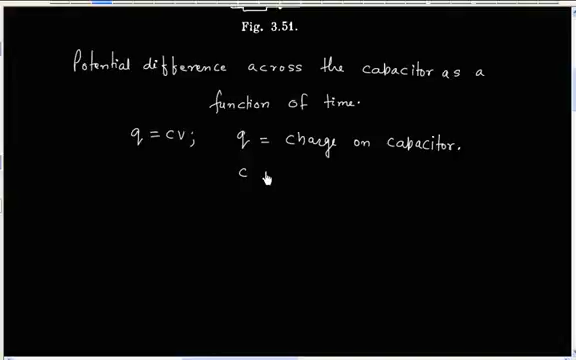 Fig. 3.51.
Potential difference across the capacitor as a
function of time.
q = cv; q = charge on capacitor.
c